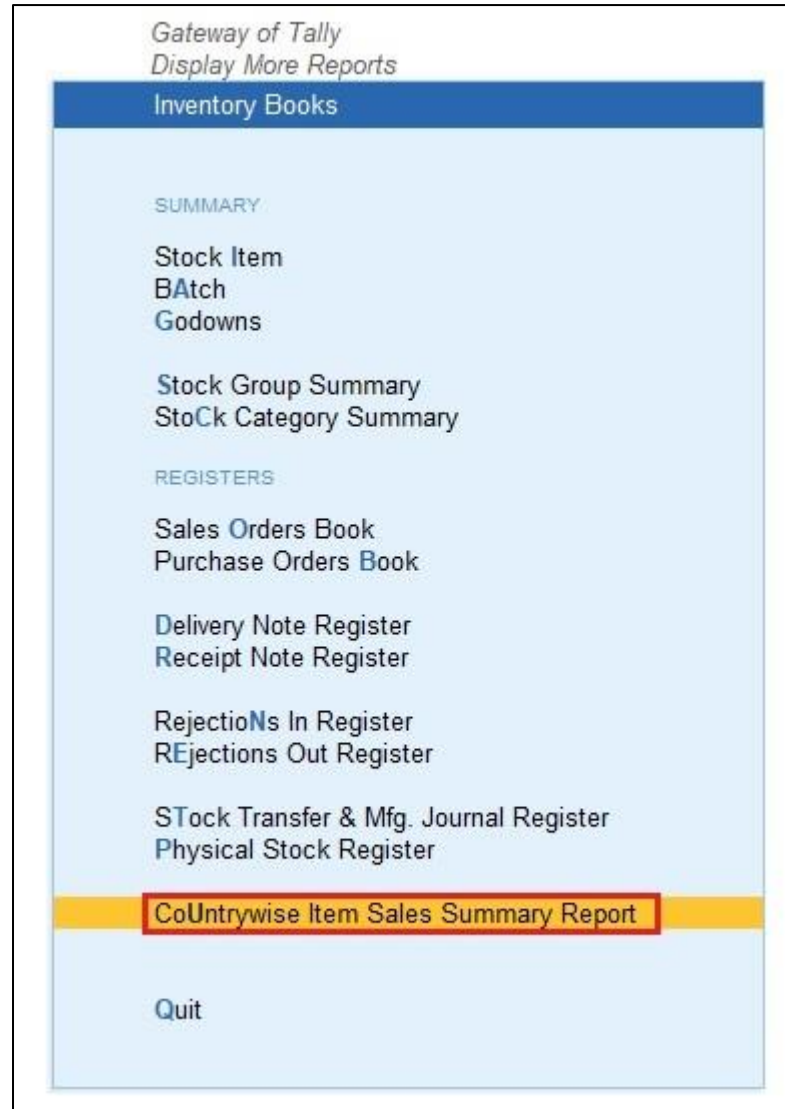 Gateway of Tally
Display More Reports
Inventory Books
SUMMARY
Stock Item
BAtch
Godowns
Stock Group Summary
StoCk Category Summary
REGISTERS
Sales Orders Book
Purchase Orders Book
Delivery Note Register
Receipt Note Register
RejectioNs In Register
REjections Out Register
STock Transfer & Mfg. Journal Register
Physical Stock Register
CoUntrywise Item Sales Summary Report
Quit